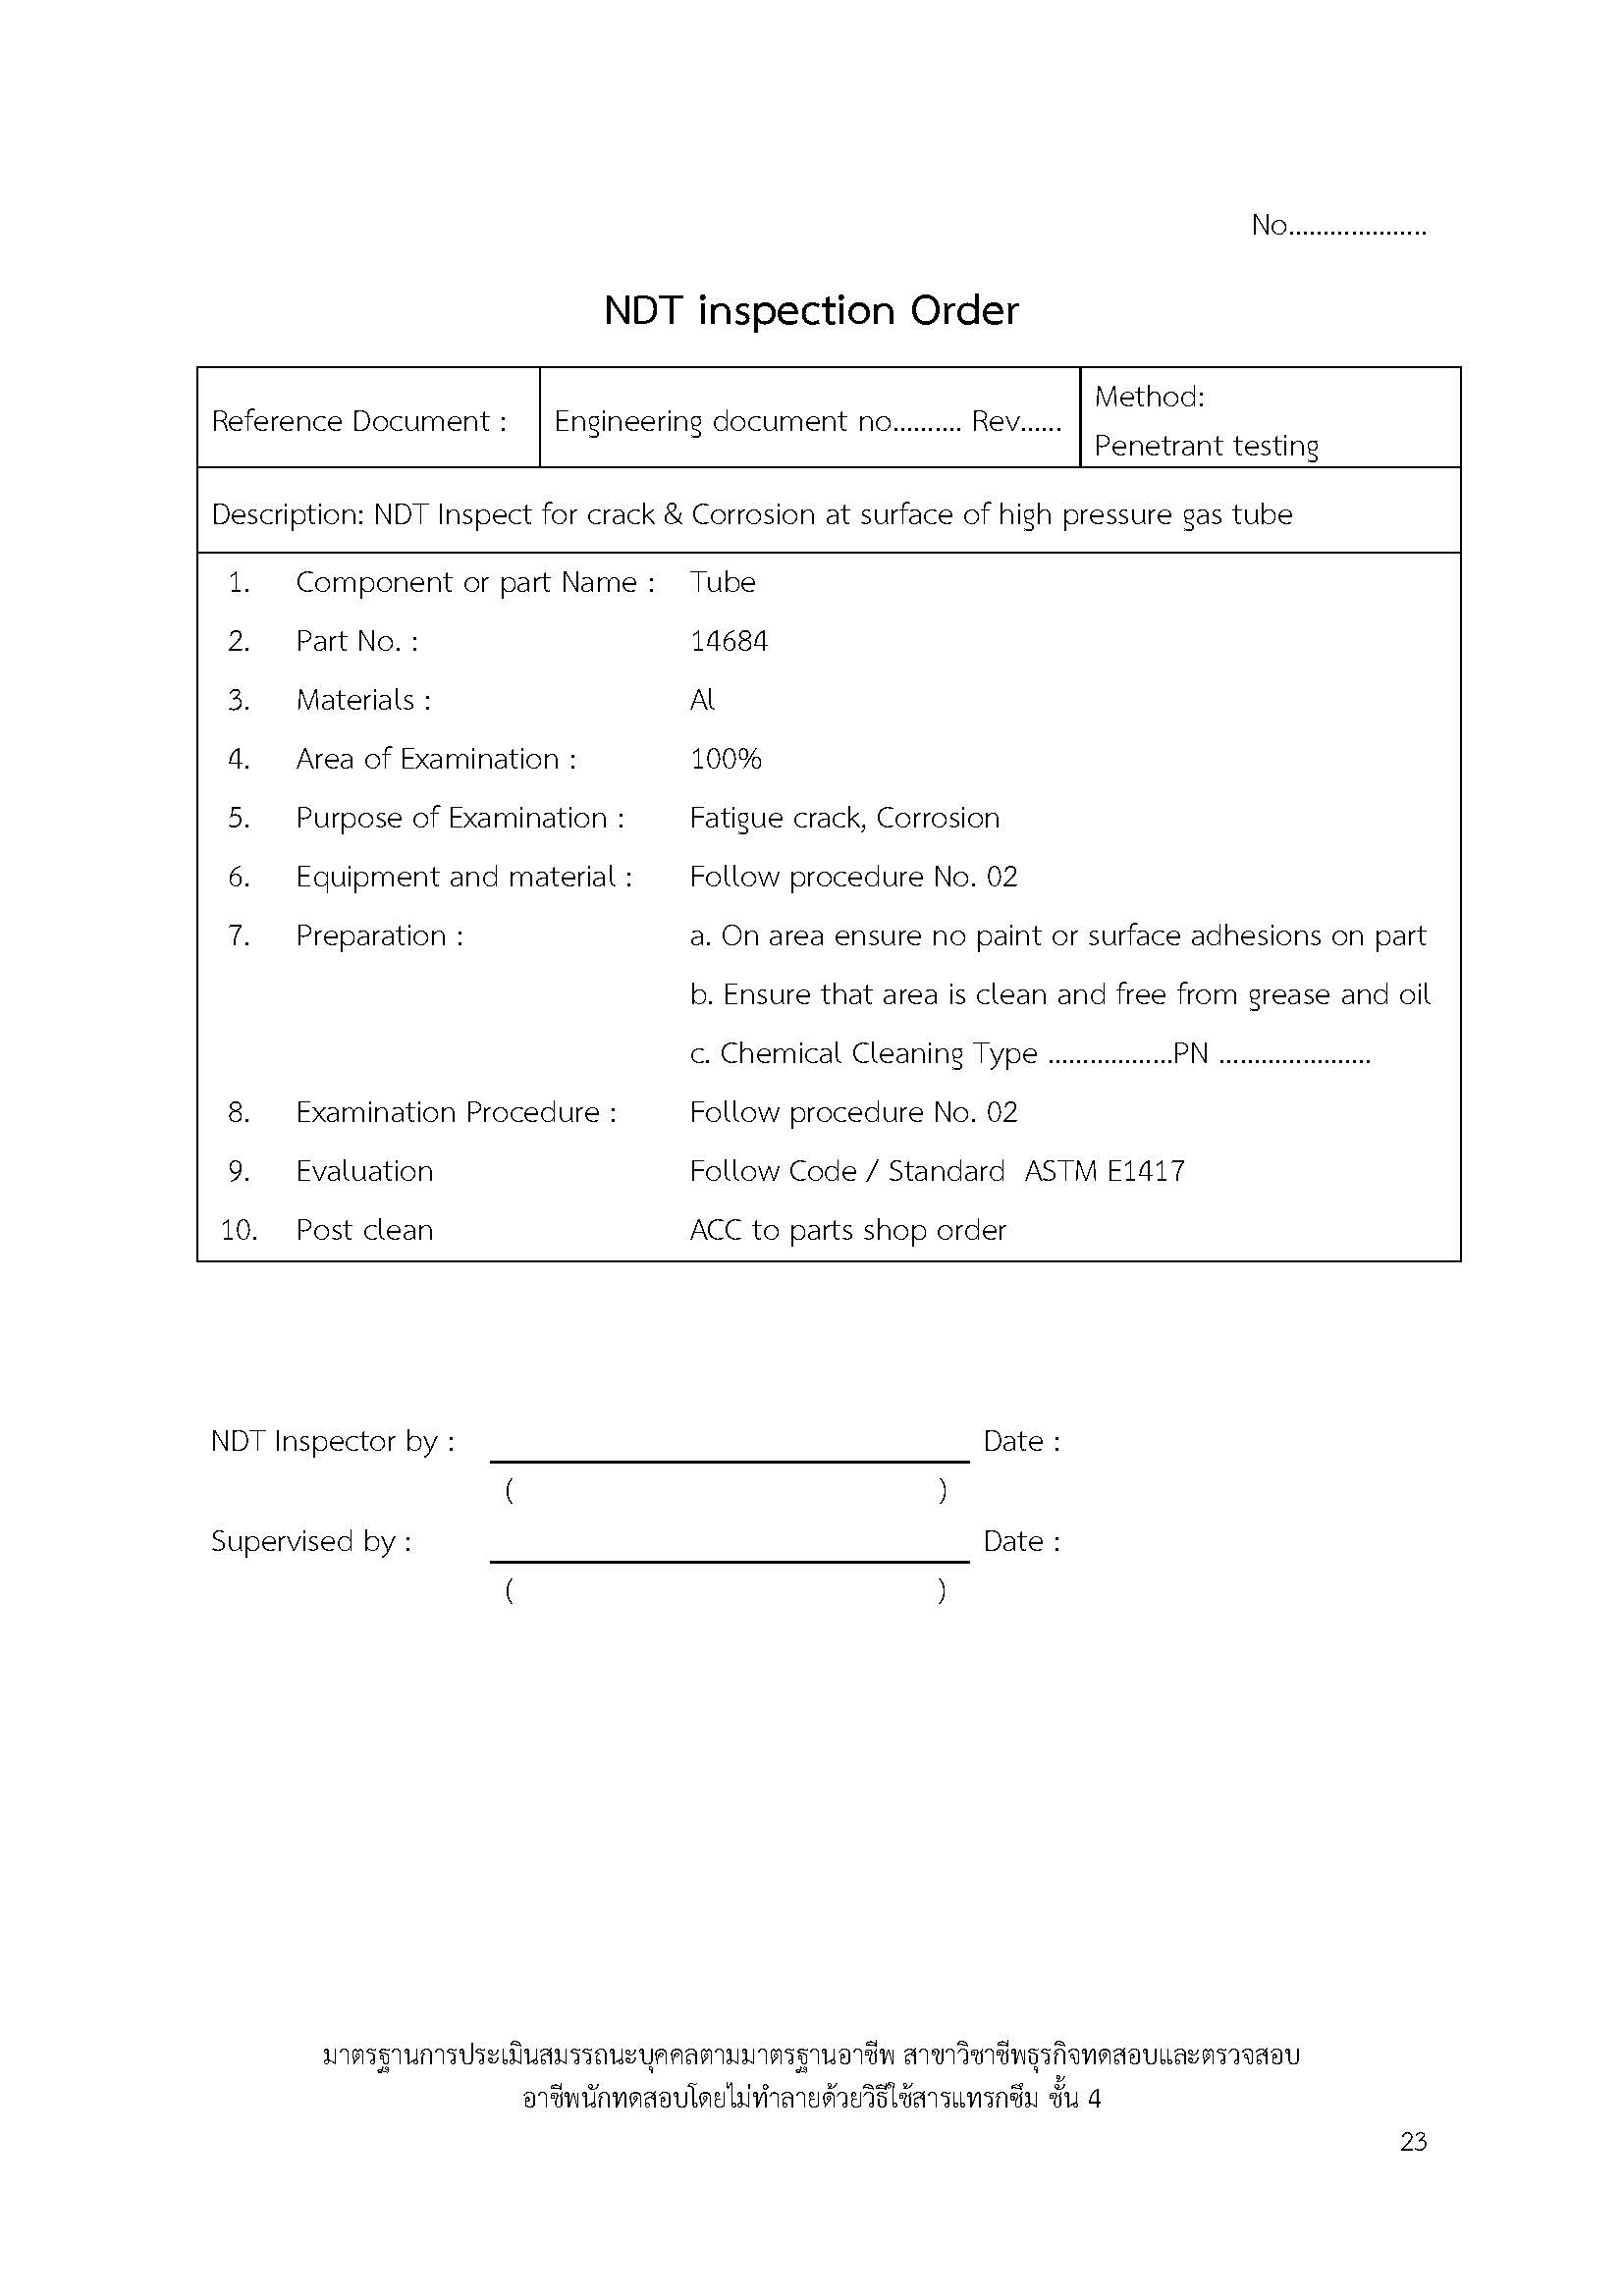 No....................
NDT inspection Order
Reference Document :
Engineering document no.......... Rev......
Method:
Penetrant testing
Description: NDT Inspect for crack & Corrosion at surface of high pressure gas tube
1. Component or part Name : Tube
2. Part No. : 14684
3. Materials : Al
4. Area of Examination : 100%
5. Purpose of Examination : Fatigue crack, Corrosion
6. Equipment and material : Follow procedure No. 02
7. Preparation : a. On area ensure no paint or surface adhesions on part
b. Ensure that area is clean and free from grease and oil
c. Chemical Cleaning Type ..................PN ......................
8. Examination Procedure : Follow procedure No. 02
9. Evaluation Follow Code / Standard ASTM E1417
10. Post clean ACC to parts shop order
NDT Inspector by : Date :
( )
Supervised by : Date :
( )
มาตรฐานการประเมินสมรรถนะบุคคลตามมาตรฐานอาชีพ สาขาวิชาชีพธุรกิจทดสอบและตรวจสอบ
อาชีพนักทดสอบโดยไม่ทำลายด้วยวิธีใช้สารแทรกซึม ชั้น 4
23